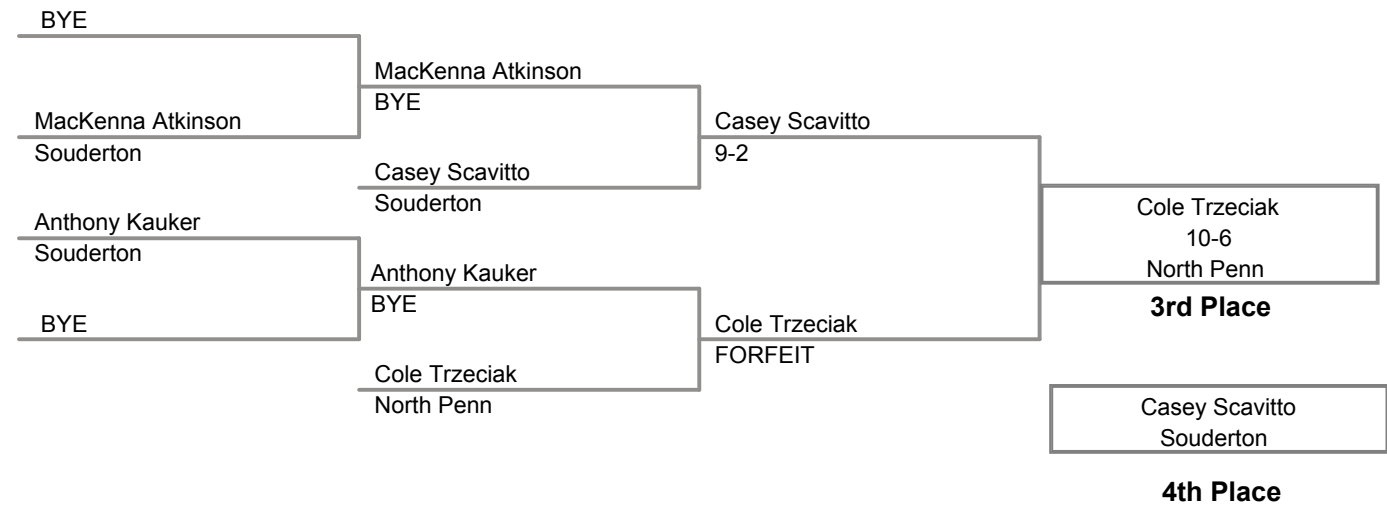 BYE
MacKenna Atkinson
BYE
MacKenna Atkinson
Souderton
Casey Scavitto
9-2
Casey Scavitto
Souderton
Anthony Kauker
Souderton
Cole Trzeciak
10-6
North Penn
3rd Place
Anthony Kauker
BYE
BYE
Cole Trzeciak
FORFEIT
Cole Trzeciak
North Penn
Casey Scavitto
Souderton
4th Place